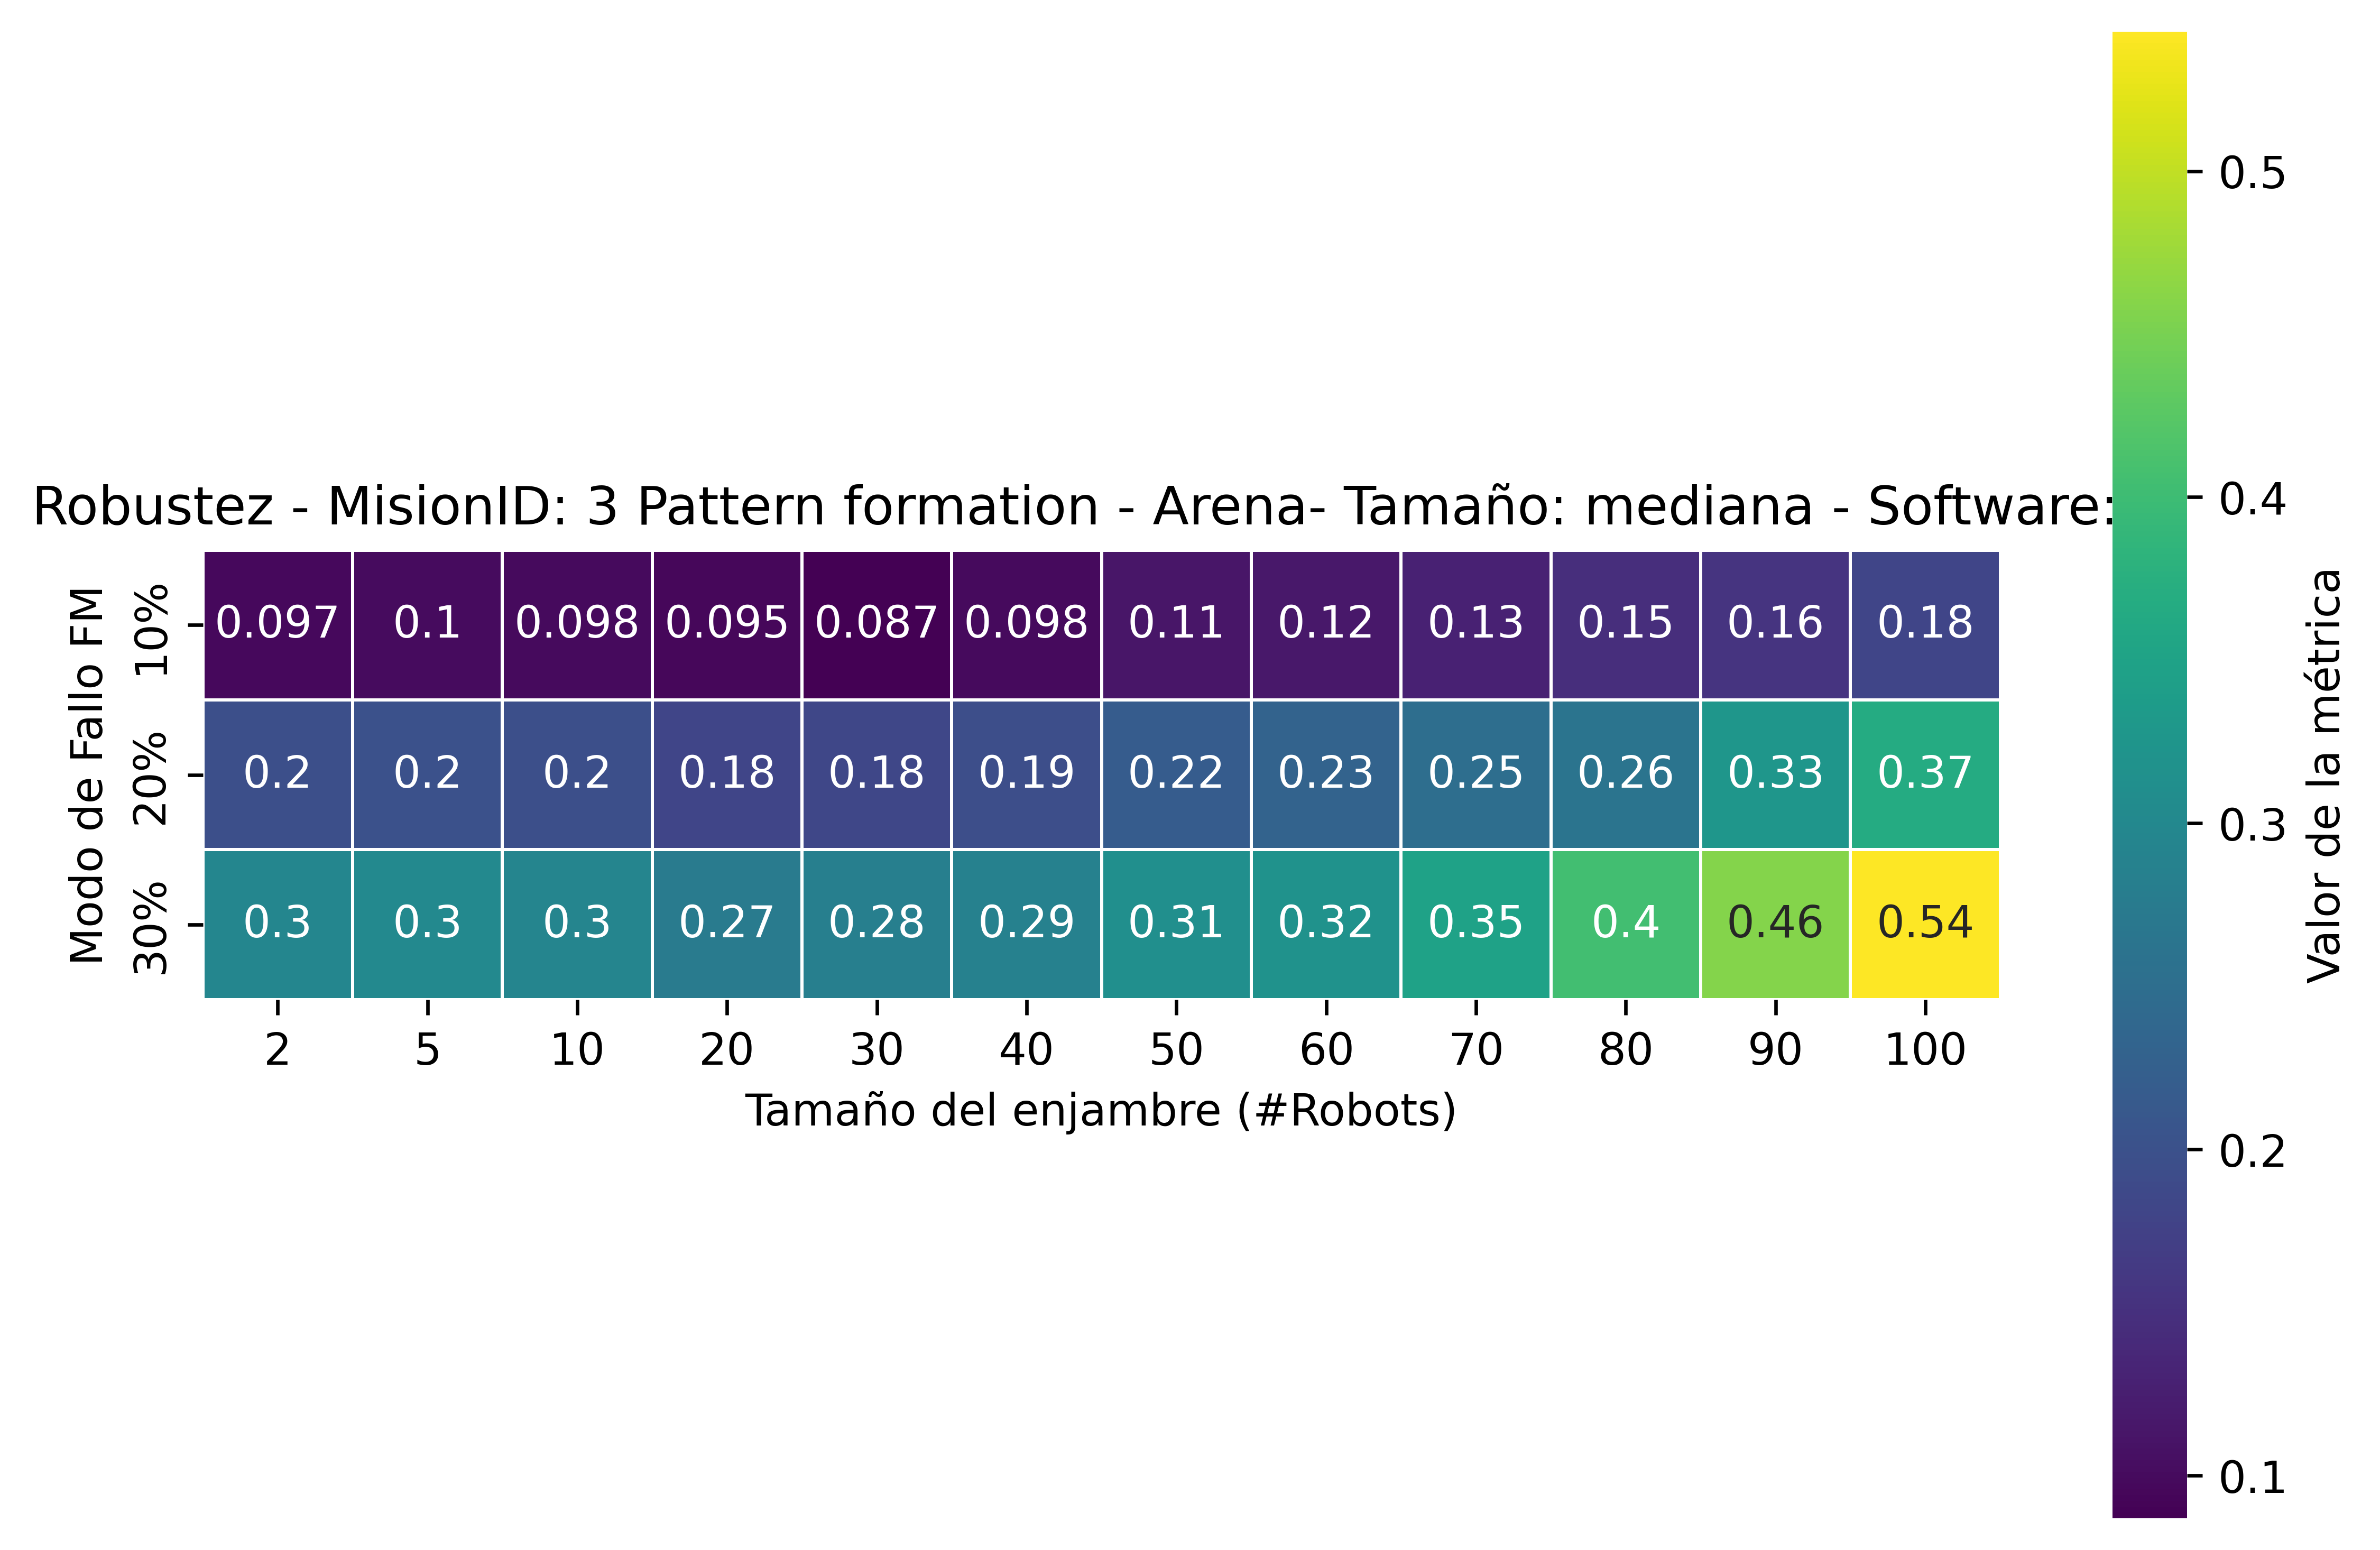 Robustez - MisionID: 3 Pattern formation - Arena- Tamaño: mediana - Software:
Modo de Fallo FM
10% 0.097 0.1 0.098 0.095 0.087 0.098 0.11 0.12 0.13 0.15 0.16 0.18
20% 0.2 0.2 0.2 0.18 0.18 0.19 0.22 0.23 0.25 0.26 0.33 0.37
30% 0.3 0.3 0.3 0.27 0.28 0.29 0.31 0.32 0.35 0.4 0.46 0.54
2 5 10 20 30 40 50 60 70 80 90 100
Tamaño del enjambre (#Robots)
0.5
0.4
0.3
0.2
0.1
Valor de la métrica